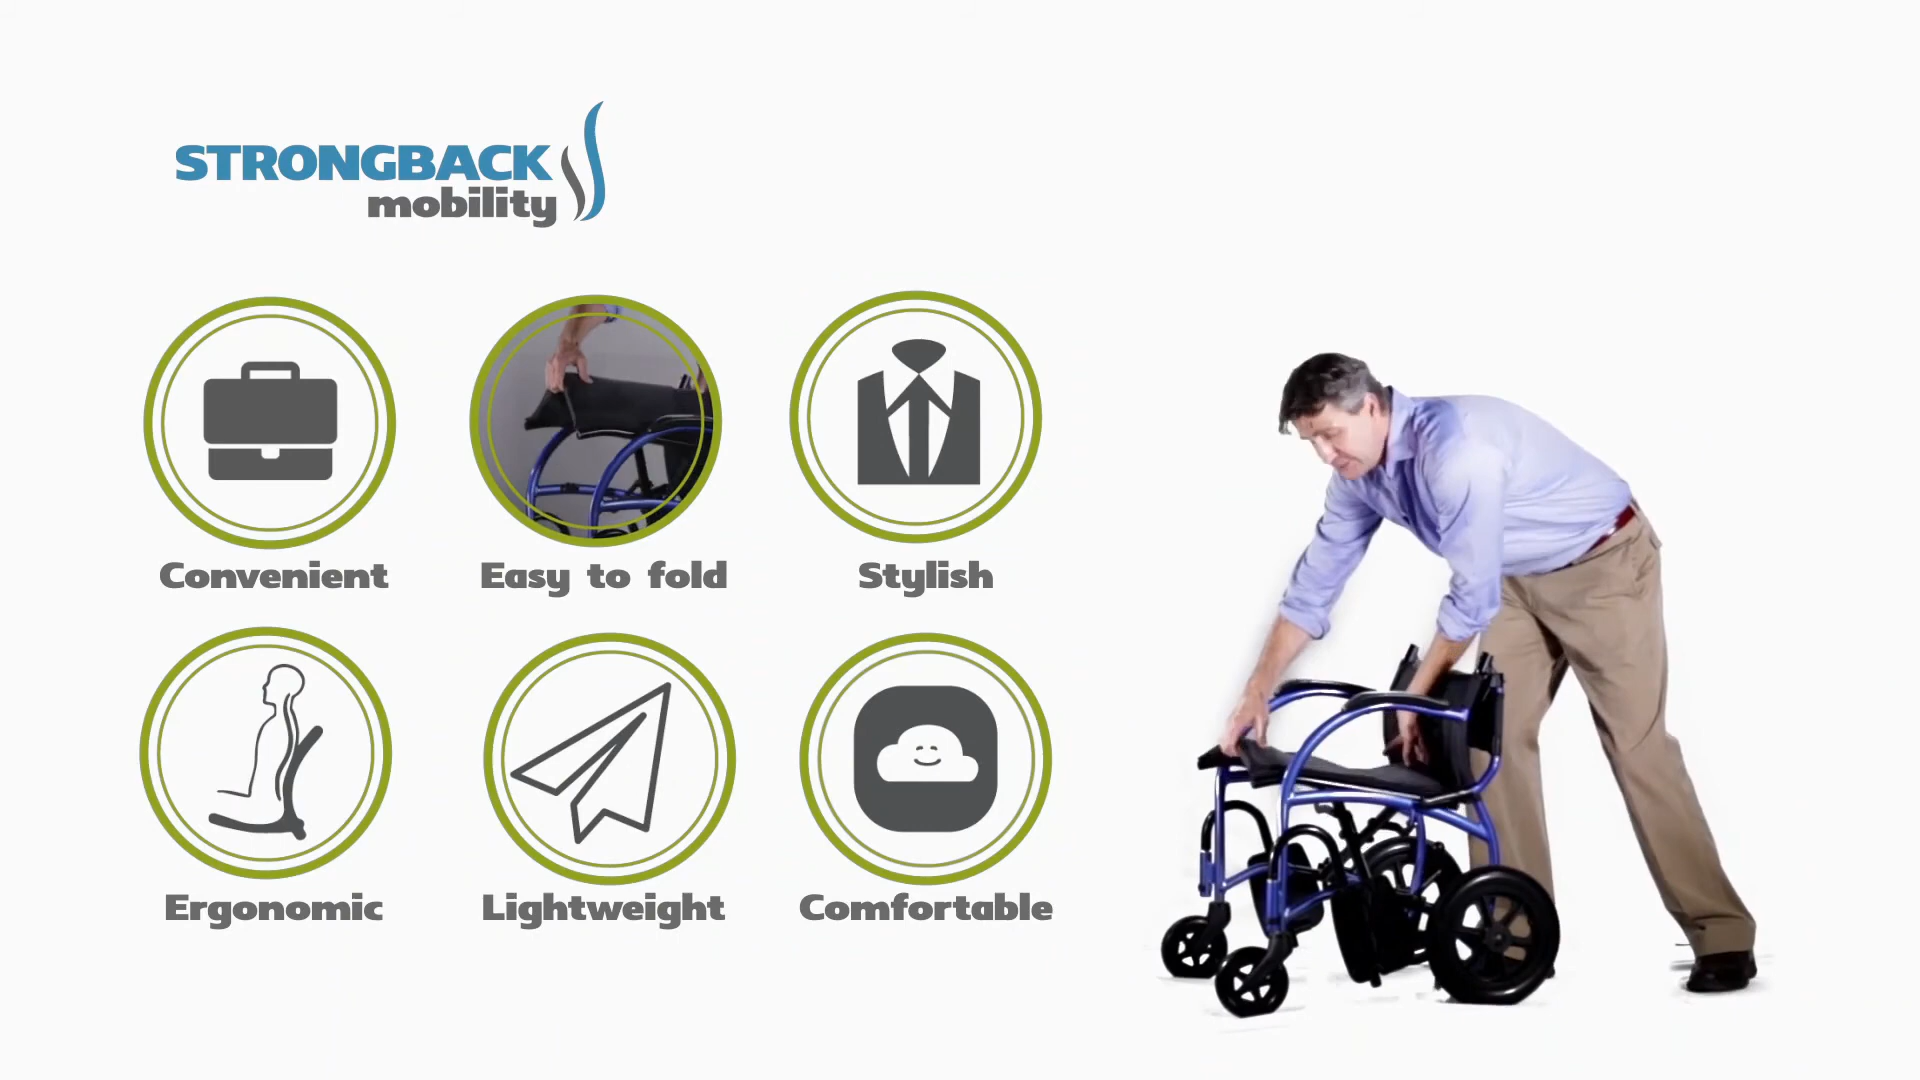 STRONGBACK
mobility
Convenient
Easy to fold
Stylish
Ergonomic
Lightweight
Comfortable